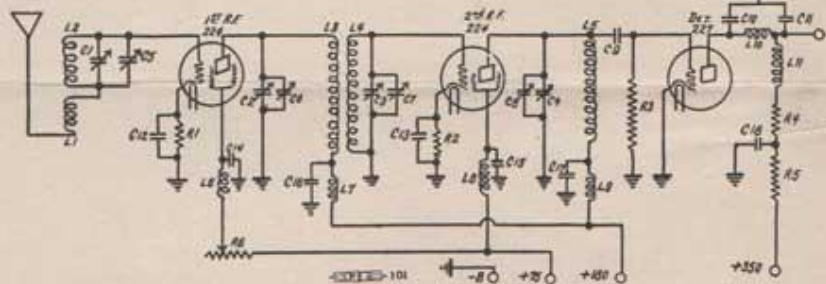 1st R.F.
224
2nd R.F.
224
Det.
227
L2
C1
C5
L1
C12
R1
C14
L6
R6
C2
C6
L3
L4
C16
L7
C3
C7
C13
R2
C15
L8
C8
C4
L5
C17
L9
C9
R3
C10
C11
L10
L11
R4
C18
R5
101
-B
+75
+180
+350